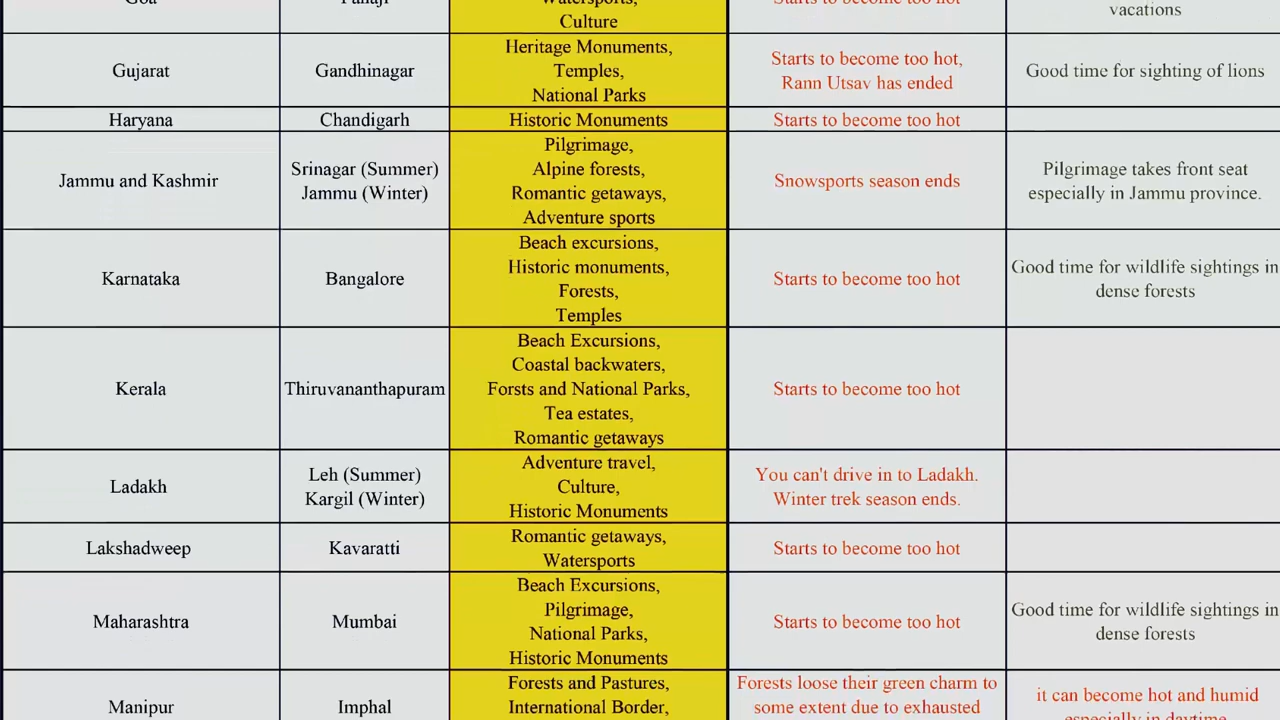 Goa
Panaji
Watersports,
Culture
Starts to become too hot
vacations
Gujarat
Gandhinagar
Heritage Monuments,
Temples,
National Parks
Starts to become too hot,
Rann Utsav has ended
Good time for sighting of lions
Haryana
Chandigarh
Historic Monuments
Starts to become too hot
Jammu and Kashmir
Srinagar (Summer)
Jammu (Winter)
Pilgrimage,
Alpine forests,
Romantic getaways,
Adventure sports
Snowsports season ends
Pilgrimage takes front seat
especially in Jammu province.
Karnataka
Bangalore
Beach excursions,
Historic monuments,
Forests,
Temples
Starts to become too hot
Good time for wildlife sightings in
dense forests
Kerala
Thiruvananthapuram
Beach Excursions,
Coastal backwaters,
Forsts and National Parks,
Tea estates,
Romantic getaways
Starts to become too hot
Ladakh
Leh (Summer)
Kargil (Winter)
Adventure travel,
Culture,
Historic Monuments
You can't drive in to Ladakh.
Winter trek season ends.
Lakshadweep
Kavaratti
Romantic getaways,
Watersports
Starts to become too hot
Maharashtra
Mumbai
Beach Excursions,
Pilgrimage,
National Parks,
Historic Monuments
Starts to become too hot
Good time for wildlife sightings in
dense forests
Manipur
Imphal
Forests and Pastures,
International Border,
Forests loose their green charm to
some extent due to exhausted
it can become hot and humid
especially in daytime